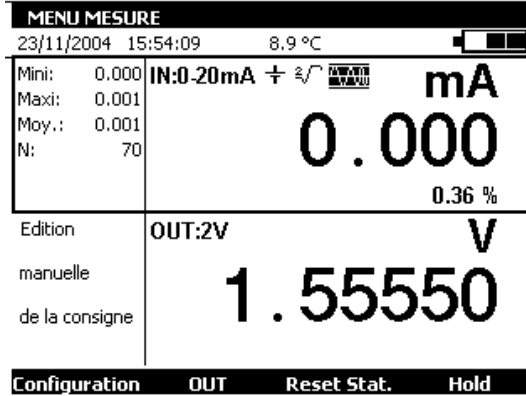 MENU MESURE
23/11/2004 15:54:09 8.9 °C
Mini: 0.000
Maxi: 0.001
Moy.: 0.001
N: 70
IN:0-20mA
mA
0.000
0.36 %
Edition
manuelle
de la consigne
OUT:2V
V
1.55550
Configuration OUT Reset Stat. Hold